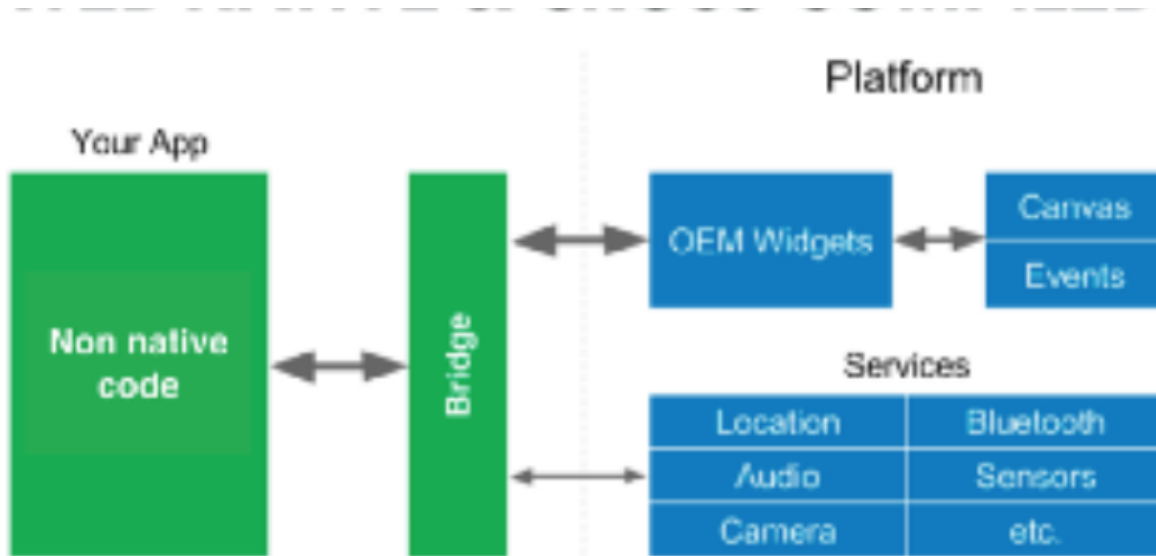 Platform
Your App
Non native
code
Bridge
OEM Widgets
Canvas
Events
Services
Location Bluetooth
Audio Sensors
Camera etc.